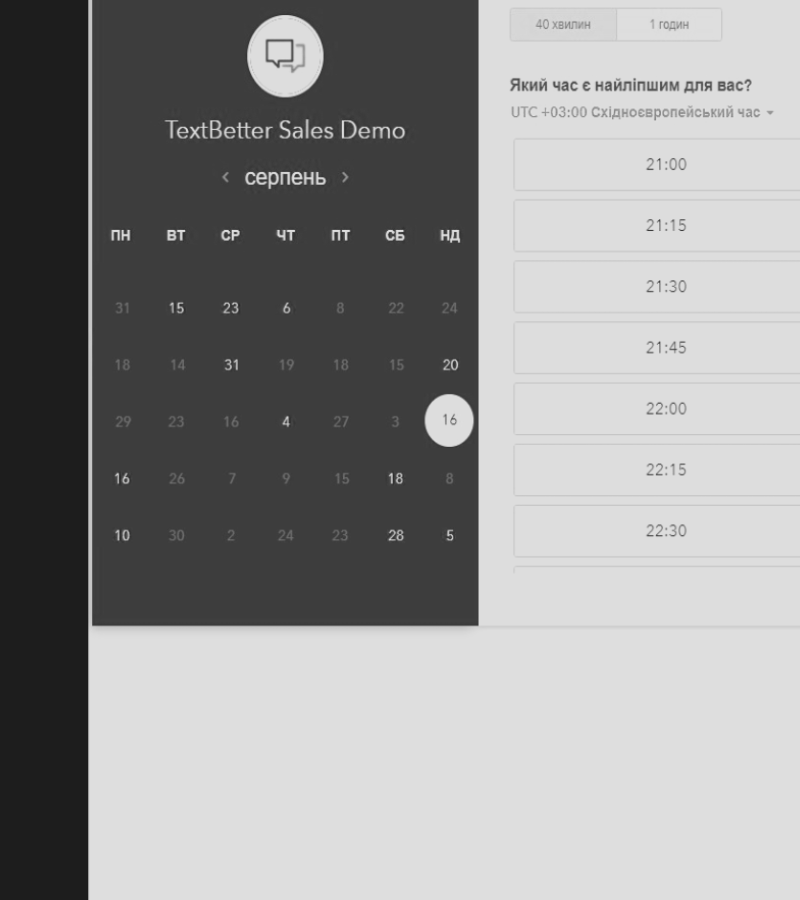 TextBetter Sales Demo
серпень
ПН ВТ СР ЧТ ПТ СБ НД
31 15 23 6 8 22 24
18 14 31 19 18 15 20
29 23 16 4 27 3 16
16 26 7 9 15 18 8
10 30 2 24 23 28 5
40 хвилин 1 годин
Який час є найліпшим для вас?
UTC +03:00 Східноєвропейський час
21:00
21:15
21:30
21:45
22:00
22:15
22:30